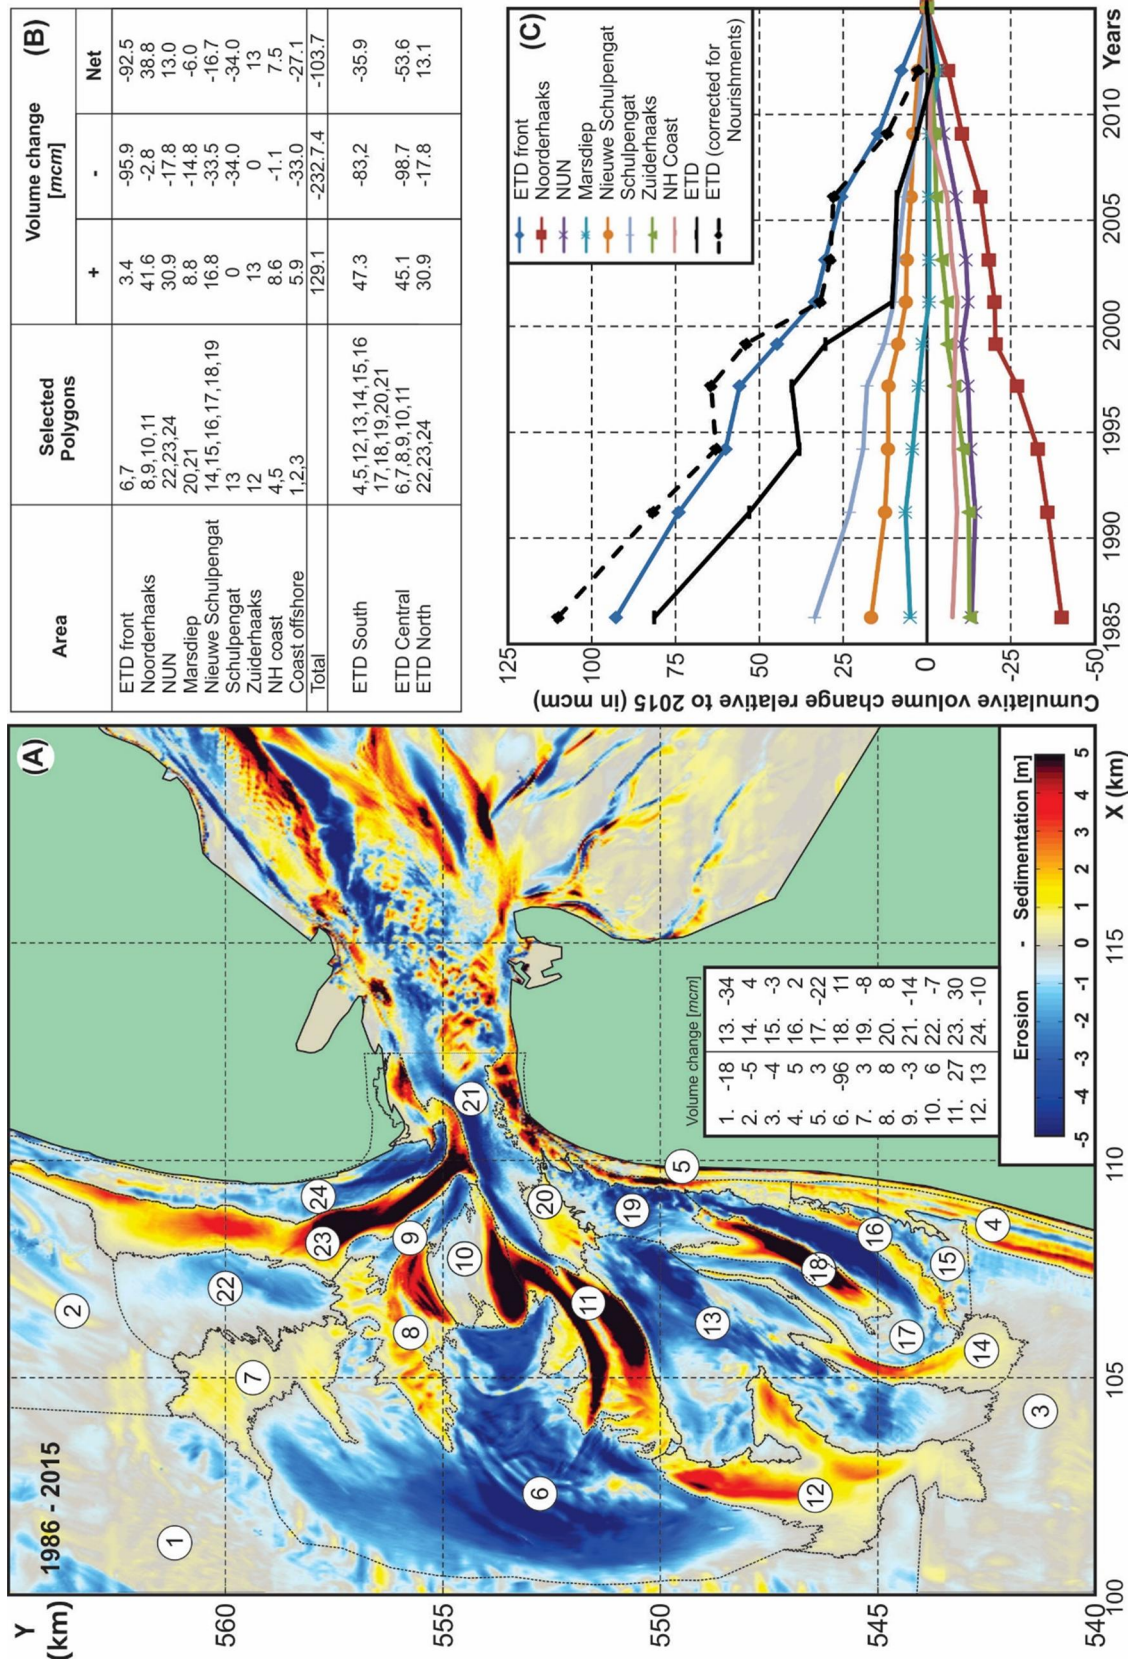 (A)
1986 - 2015
Y
(km)
560
555
550
545
540
100
105
110
115
X (km)
1
2
3
4
5
6
7
8
9
10
11
12
13
14
15
16
17
18
19
20
21
22
23
24
Volume change [mcm]
1. -18 13. -34
2. -5 14. 4
3. -4 15. -3
4. 5 16. 2
5. 3 17. -22
6. -96 18. 11
7. 3 19. -8
8. 8 20. 8
9. -3 21. -14
10. 6 22. -7
11. 27 23. 30
12. 13 24. -10
Erosion - Sedimentation [m]
-5 -4 -3 -2 -1 0 1 2 3 4 5
(B)
Area Selected Polygons Volume change
[mcm]
+ - Net
ETD front 6,7 3.4 -95.9 -92.5
Noorderhaaks 8,9,10,11 41.6 -2.8 38.8
NUN 22,23,24 30.9 -17.8 13.0
Marsdiep 20,21 8.8 -14.8 -6.0
Nieuwe Schulpengat 14,15,16,17,18,19 16.8 -33.5 -16.7
Schulpengat 13 0 -34.0 -34.0
Zuiderhaaks 12 13 0 13
NH coast 4,5 8.6 -1.1 7.5
Coast offshore 1,2,3 5.9 -33.0 -27.1
Total 129.1 -232.7.4 -103.7
ETD South 4,5,12,13,14,15,16 47.3 -83,2 -35.9
17,18,19,20,21
ETD Central 6,7,8,9,10,11 45.1 -98.7 -53.6
ETD North 22,23,24 30.9 -17.8 13.1
(C)
Cumulative volume change relative to 2015 (in mcm)
125
100
75
50
25
0
-25
-50
1985 1990 1995 2000 2005 2010 Years
ETD front
Noorderhaaks
NUN
Marsdiep
Nieuwe Schulpengat
Schulpengat
Zuiderhaaks
NH Coast
ETD
ETD (corrected for
Nourishments)